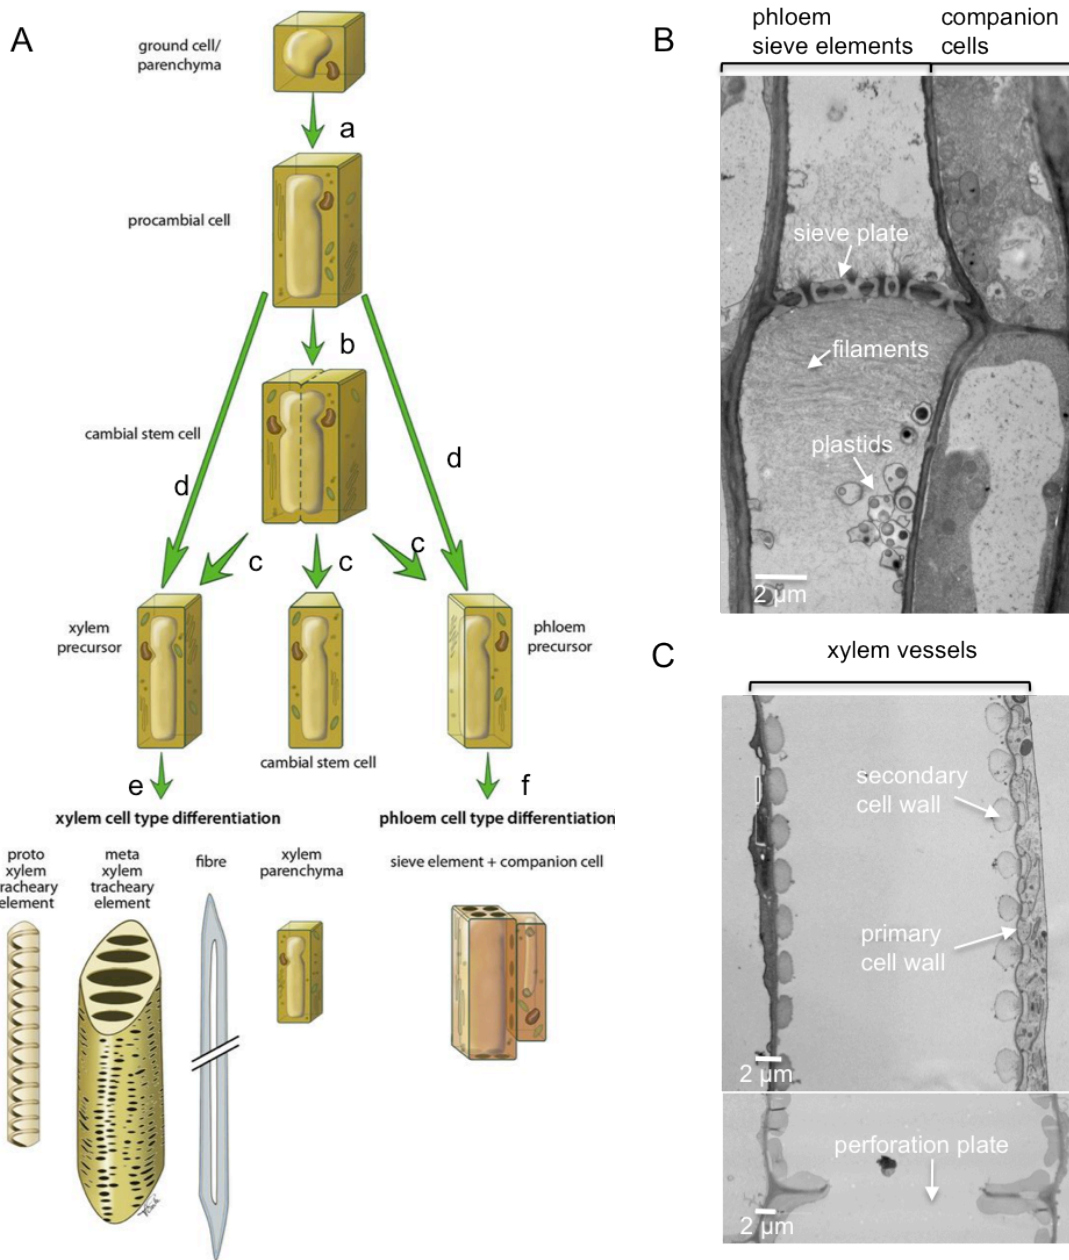 A
ground cell/
parenchyma
a
procambial cell
b
cambial stem cell
d
d
c
c
c
xylem
precursor
phloem
precursor
cambial stem cell
e
f
xylem cell type differentiation
phloem cell type differentiation
proto
xylem
racheary
element
meta
xylem
tracheary
element
fibre
xylem
parenchyma
sieve element + companion cell
B
phloem
sieve elements
companion
cells
sieve plate
filaments
plastids
2 µm
C
xylem vessels
secondary
cell wall
primary
cell wall
2 µm
perforation plate
2 µm